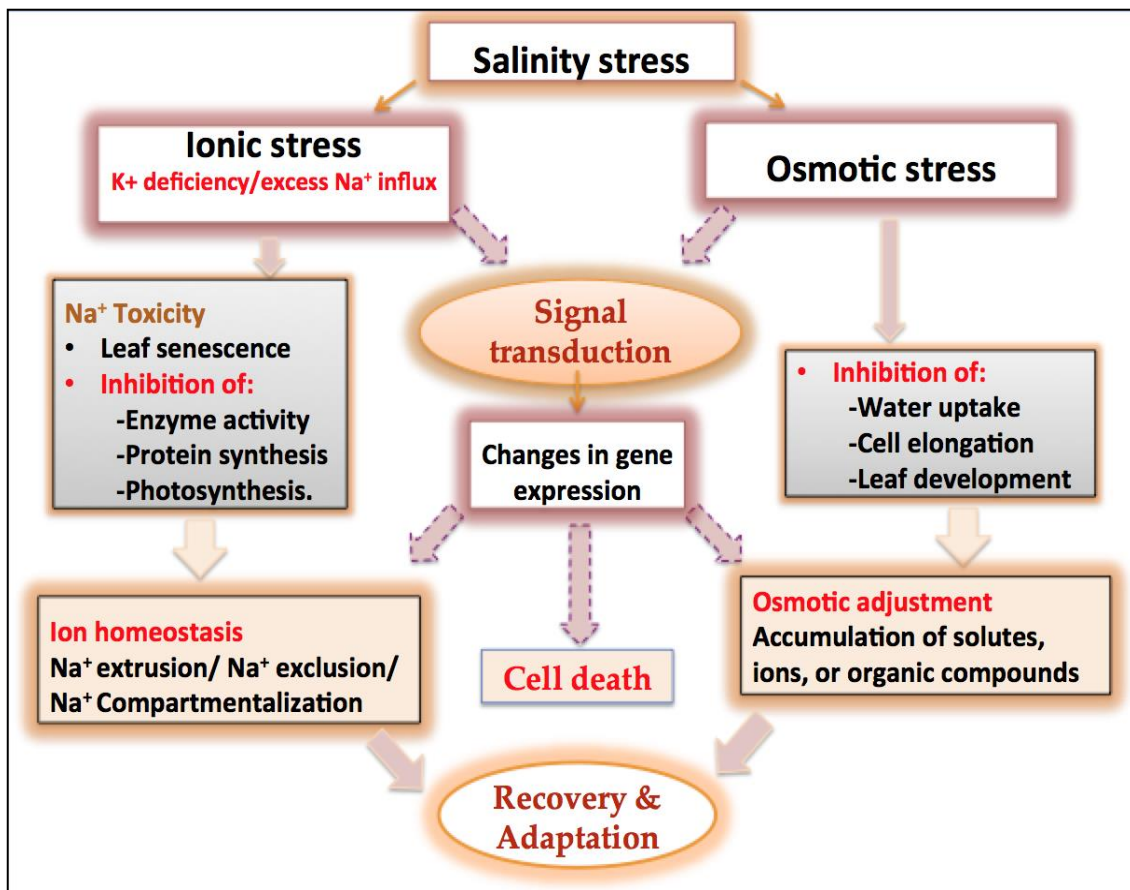 Salinity stress
Ionic stress
K+ deficiency/excess Na⁺ influx
Osmotic stress
Signal
transduction
Na⁺ Toxicity
• Leaf senescence
• Inhibition of:
-Enzyme activity
-Protein synthesis
-Photosynthesis.
• Inhibition of:
-Water uptake
-Cell elongation
-Leaf development
Changes in gene
expression
Ion homeostasis
Na⁺ extrusion/ Na⁺ exclusion/
Na⁺ Compartmentalization
Cell death
Osmotic adjustment
Accumulation of solutes,
ions, or organic compounds
Recovery &
Adaptation